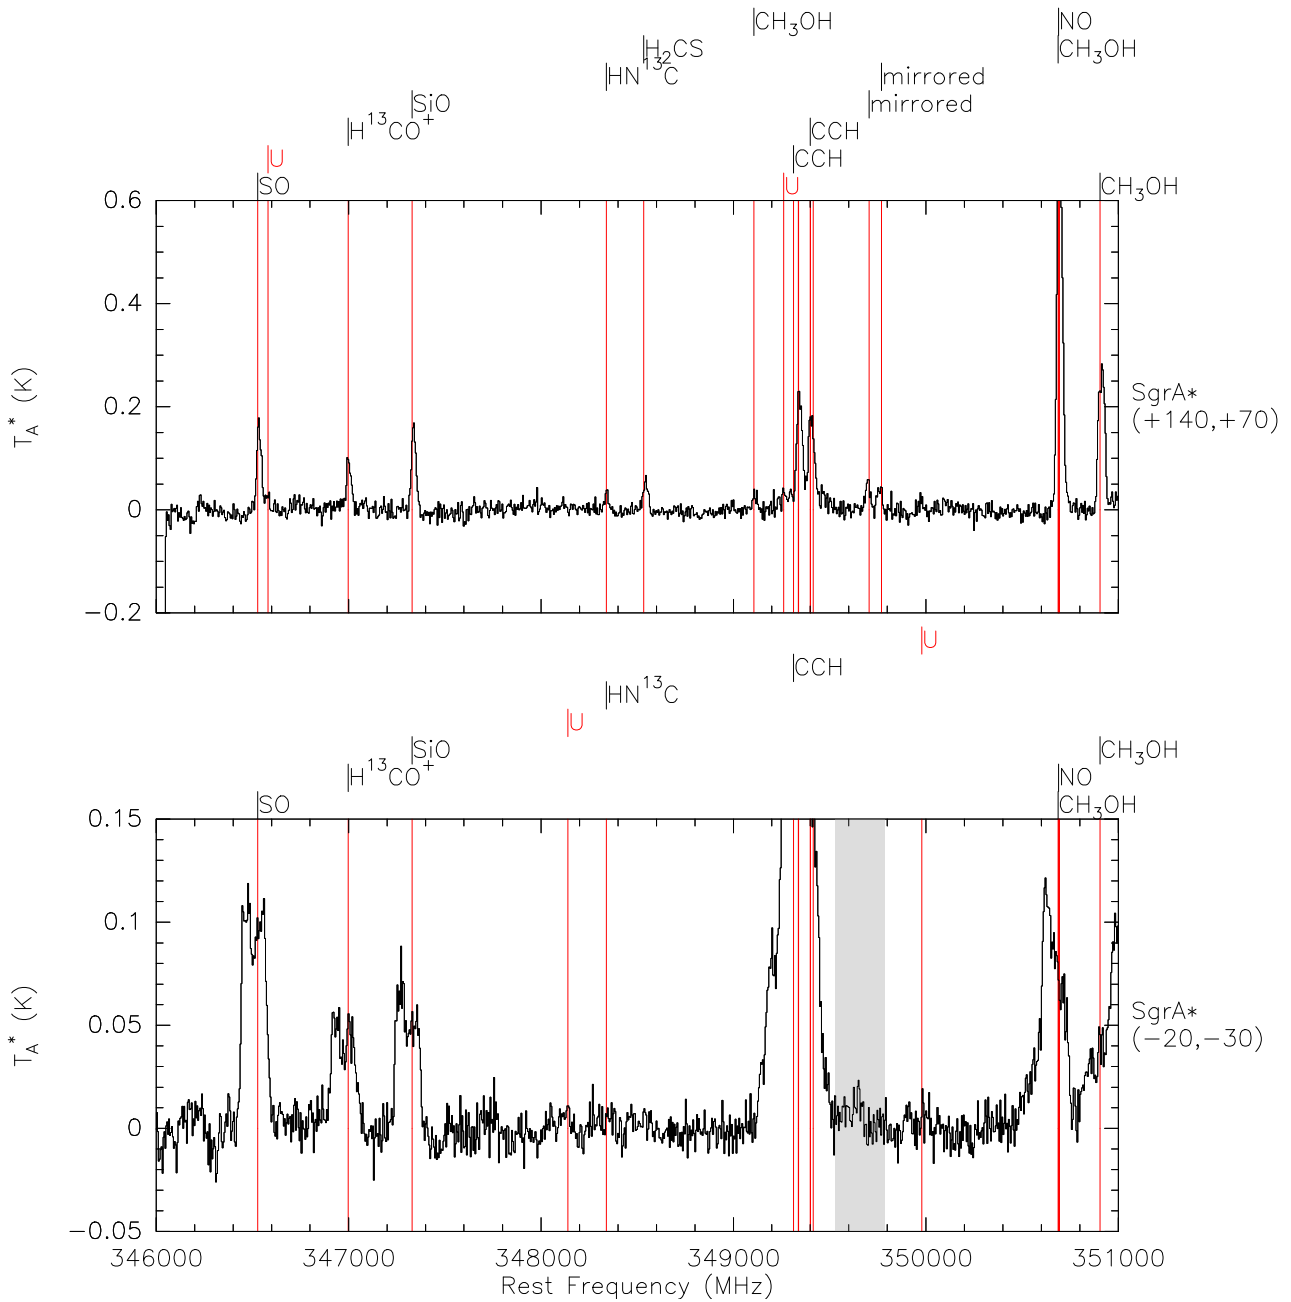 NO
CH₃OH
CH₃OH
H₂CS
HN¹³C
mirrored
SiO
mirrored
H¹³CO⁺
CCH
U
CCH
SO
U
CH₃OH
0.6
0.4
0.2
0
−0.2
T_A* (K)
SgrA*
(+140,+70)
U
CCH
HN¹³C
U
SiO
CH₃OH
H¹³CO⁺
NO
SO
CH₃OH
0.15
0.1
0.05
0
−0.05
T_A* (K)
SgrA*
(−20,−30)
346000 347000 348000 349000 350000 351000
Rest Frequency (MHz)